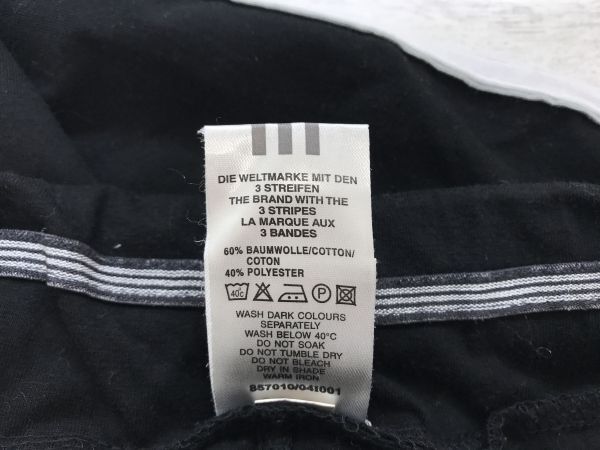 DIE WELTMARKE MIT DEN
3 STREIFEN
THE BRAND WITH THE
3 STRIPES
LA MARQUE AUX
3 BANDES
60% BAUMWOLLE/COTTON/
COTON
40% POLYESTER
40°C P
WASH DARK COLOURS
SEPARATELY
WASH BELOW 40°C
DO NOT SOAK
DO NOT TUMBLE DRY
DO NOT BLEACH
DRY IN SHADE
WARM IRON
857010/04I001